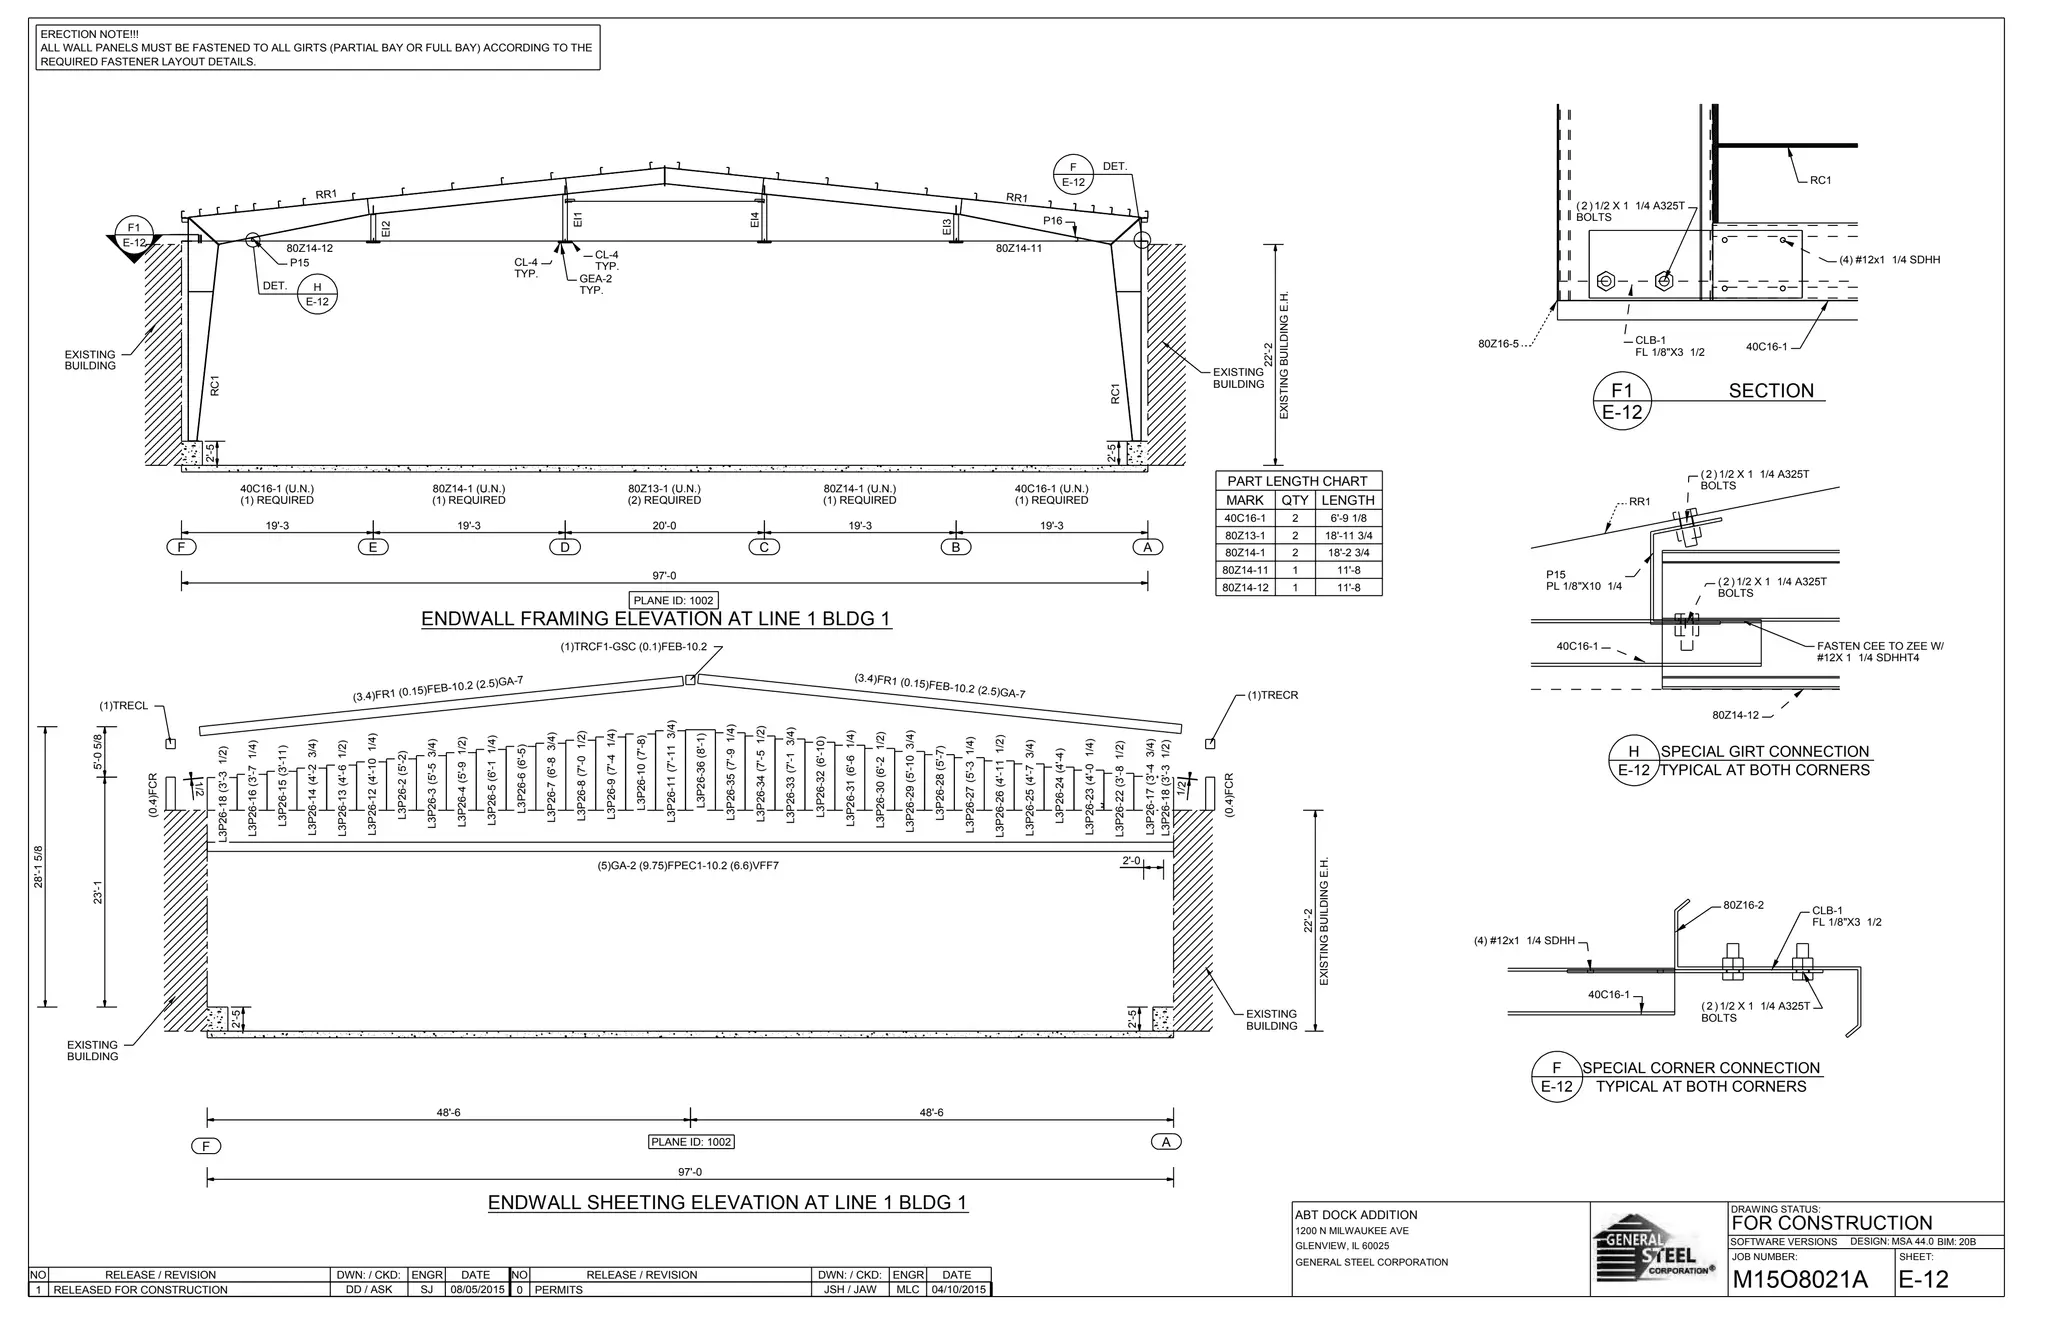 ERECTION NOTE!!!
ALL WALL PANELS MUST BE FASTENED TO ALL GIRTS (PARTIAL BAY OR FULL BAY) ACCORDING TO THE
REQUIRED FASTENER LAYOUT DETAILS.
F
E-12
DET.
RR1
RR1
F1
E-12
EI2
EI1
EI4
EI3
P16
80Z14-12
80Z14-11
P15
CL-4
TYP.
CL-4
TYP.
GEA-2
TYP.
DET.
H
E-12
EXISTING
BUILDING
EXISTING
BUILDING
22'-2
EXISTING BUILDING E.H.
RC1
RC1
2'-5
2'-5
40C16-1 (U.N.)
(1) REQUIRED
80Z14-1 (U.N.)
(1) REQUIRED
80Z13-1 (U.N.)
(2) REQUIRED
80Z14-1 (U.N.)
(1) REQUIRED
40C16-1 (U.N.)
(1) REQUIRED
19'-3
19'-3
20'-0
19'-3
19'-3
F
E
D
C
B
A
97'-0
PLANE ID: 1002
ENDWALL FRAMING ELEVATION AT LINE 1 BLDG 1
PART LENGTH CHART
MARK QTY LENGTH
40C16-1 2 6'-9 1/8
80Z13-1 2 18'-11 3/4
80Z14-1 2 18'-2 3/4
80Z14-11 1 11'-8
80Z14-12 1 11'-8
RC1
( 2 ) 1/2 X 1 1/4 A325T
BOLTS
(4) #12x1 1/4 SDHH
80Z16-5
CLB-1
FL 1/8"X3 1/2
40C16-1
F1
E-12
SECTION
( 2 ) 1/2 X 1 1/4 A325T
BOLTS
RR1
P15
PL 1/8"X10 1/4
( 2 ) 1/2 X 1 1/4 A325T
BOLTS
40C16-1
FASTEN CEE TO ZEE W/
#12X 1 1/4 SDHHT4
80Z14-12
H
E-12
SPECIAL GIRT CONNECTION
TYPICAL AT BOTH CORNERS
(1)TRCF1-GSC (0.1)FEB-10.2
(3.4)FR1 (0.15)FEB-10.2 (2.5)GA-7
(3.4)FR1 (0.15)FEB-10.2 (2.5)GA-7
(1)TRECL
(1)TRECR
5'-0 5/8
(0.4)FCR
1/2
L3P26-18 (3'-3 1/2)
L3P26-16 (3'-7 1/4)
L3P26-15 (3'-11)
L3P26-14 (4'-2 3/4)
L3P26-13 (4'-6 1/2)
L3P26-12 (4'-10 1/4)
L3P26-2 (5'-2)
L3P26-3 (5'-5 3/4)
L3P26-4 (5'-9 1/2)
L3P26-5 (6'-1 1/4)
L3P26-6 (6'-5)
L3P26-7 (6'-8 3/4)
L3P26-8 (7'-0 1/2)
L3P26-9 (7'-4 1/4)
L3P26-10 (7'-8)
L3P26-11 (7'-11 3/4)
L3P26-36 (8'-1)
L3P26-35 (7'-9 1/4)
L3P26-34 (7'-5 1/2)
L3P26-33 (7'-1 3/4)
L3P26-32 (6'-10)
L3P26-31 (6'-6 1/4)
L3P26-30 (6'-2 1/2)
L3P26-29 (5'-10 3/4)
L3P26-28 (5'-7)
L3P26-27 (5'-3 1/4)
L3P26-26 (4'-11 1/2)
L3P26-25 (4'-7 3/4)
L3P26-24 (4'-4)
L3P26-23 (4'-0 1/4)
L3P26-22 (3'-8 1/2)
L3P26-17 (3'-4 3/4)
L3P26-18 (3'-3 1/2)
1/2
(0.4)FCR
28'-1 5/8
23'-1
(5)GA-2 (9.75)FPEC1-10.2 (6.6)VFF7
2'-0
22'-2
EXISTING BUILDING E.H.
2'-5
2'-5
EXISTING
BUILDING
EXISTING
BUILDING
80Z16-2
CLB-1
FL 1/8"X3 1/2
(4) #12x1 1/4 SDHH
40C16-1
( 2 ) 1/2 X 1 1/4 A325T
BOLTS
F
E-12
SPECIAL CORNER CONNECTION
TYPICAL AT BOTH CORNERS
48'-6
48'-6
F
PLANE ID: 1002
A
97'-0
ENDWALL SHEETING ELEVATION AT LINE 1 BLDG 1
ABT DOCK ADDITION
1200 N MILWAUKEE AVE
GLENVIEW, IL 60025
GENERAL STEEL CORPORATION
GENERAL
STEEL
CORPORATION®
DRAWING STATUS:
FOR CONSTRUCTION
SOFTWARE VERSIONS DESIGN: MSA 44.0 BIM: 20B
JOB NUMBER:
M15O8021A
SHEET:
E-12
NO RELEASE / REVISION DWN: / CKD: ENGR DATE NO RELEASE / REVISION DWN: / CKD: ENGR DATE
1 RELEASED FOR CONSTRUCTION DD / ASK SJ 08/05/2015 0 PERMITS JSH / JAW MLC 04/10/2015